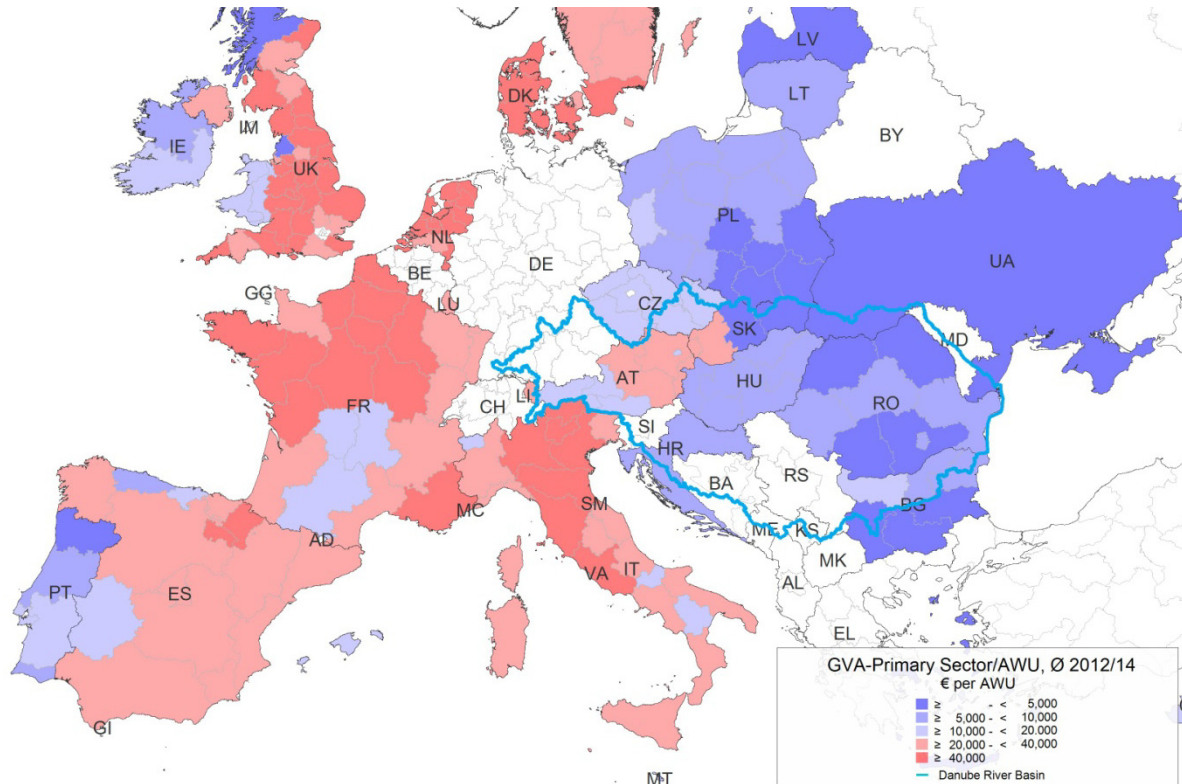 LV
LT
DK
BY
IM
IE
UK
PL
NL
DE
UA
BE
GG
LU
CZ
SK
MD
AT
HU
LI
CH
FR
RO
SI
HR
BA
RS
SM
MC
BG
ME
KS
AD
IT
VA
MK
PT
ES
AL
EL
GI
MT
GVA-Primary Sector/AWU, Ø 2012/14
€ per AWU
≥ - < 5,000
≥ 5,000 - < 10,000
≥ 10,000 - < 20,000
≥ 20,000 - < 40,000
≥ 40,000
Danube River Basin